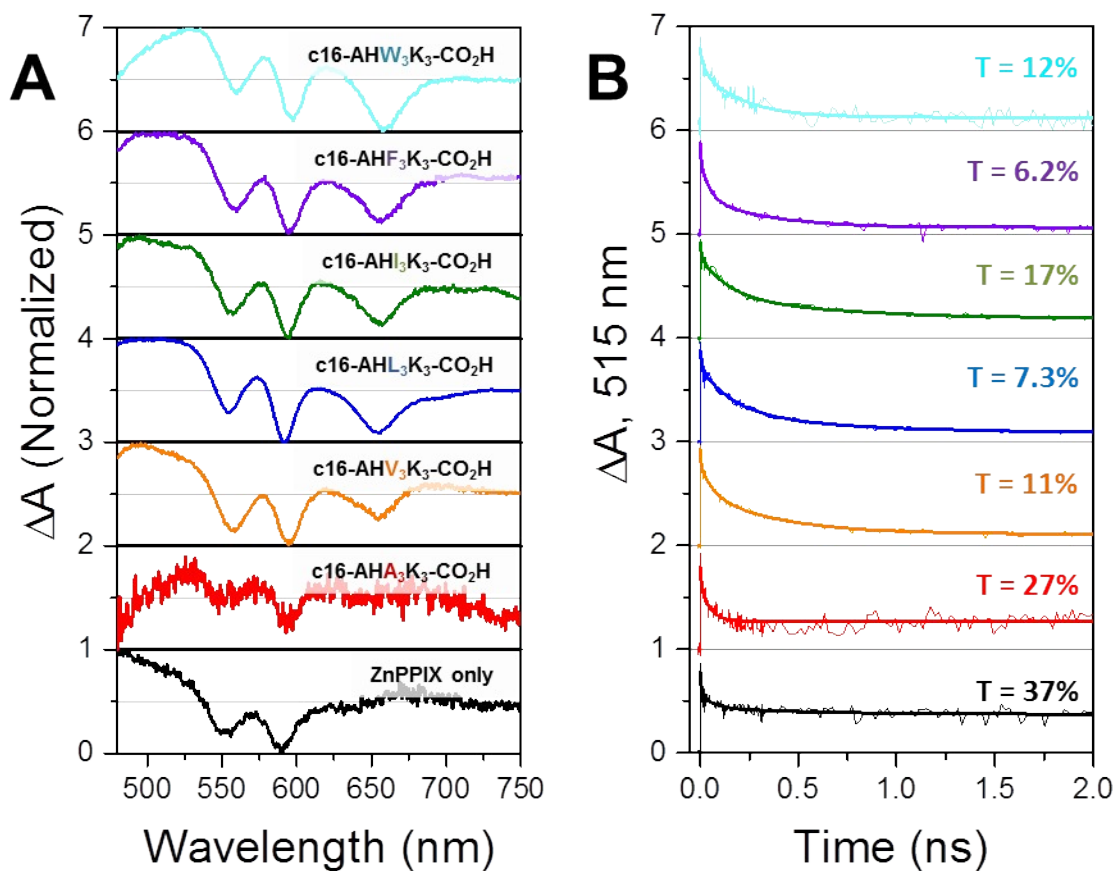 A
B
7
c16-AHW₃K₃-CO₂H
6
c16-AHF₃K₃-CO₂H
5
c16-AHI₃K₃-CO₂H
4
c16-AHL₃K₃-CO₂H
3
c16-AHV₃K₃-CO₂H
2
c16-AHA₃K₃-CO₂H
1
ZnPPIX only
0
500 550 600 650 700 750
Wavelength (nm)
ΔA (Normalized)
7
T = 12%
6
T = 6.2%
5
T = 17%
4
T = 7.3%
3
T = 11%
2
T = 27%
1
T = 37%
0
0.0 0.5 1.0 1.5 2.0
Time (ns)
ΔA, 515 nm